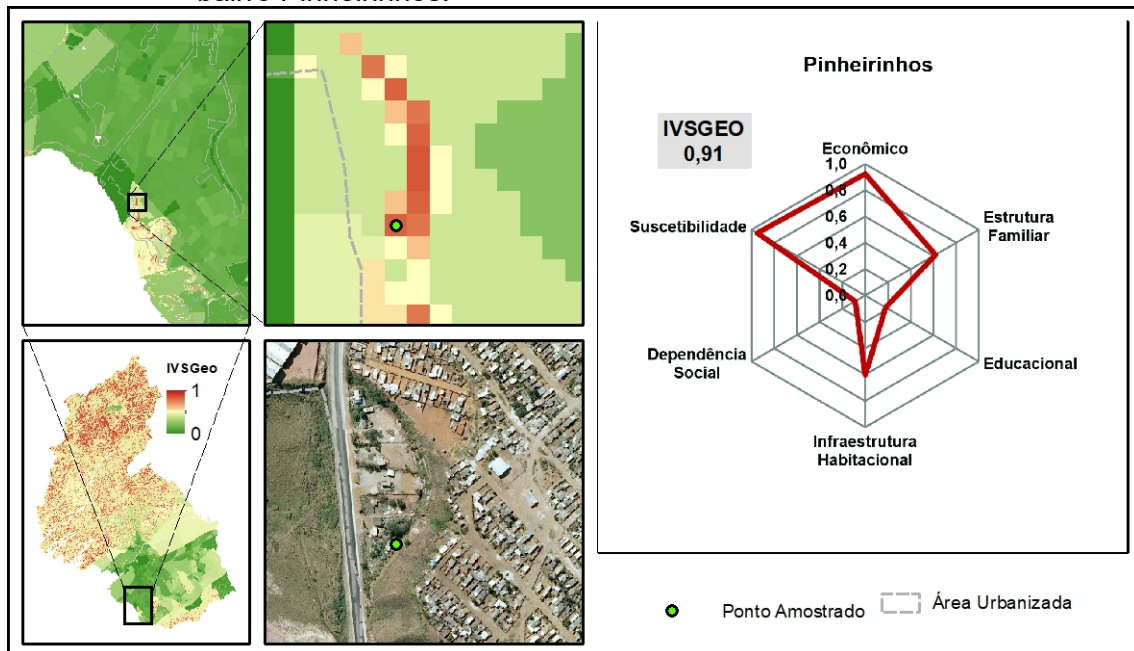 bairro Pinheirinhos.
Pinheirinhos
IVSGEO
0,91
Econômico
1,0
0,8
0,6
0,4
0,2
0,0
Estrutura
Familiar
Educacional
Infraestrutura
Habitacional
Dependência
Social
Suscetibilidade
IVSGeo
1
0
Ponto Amostrado
Área Urbanizada